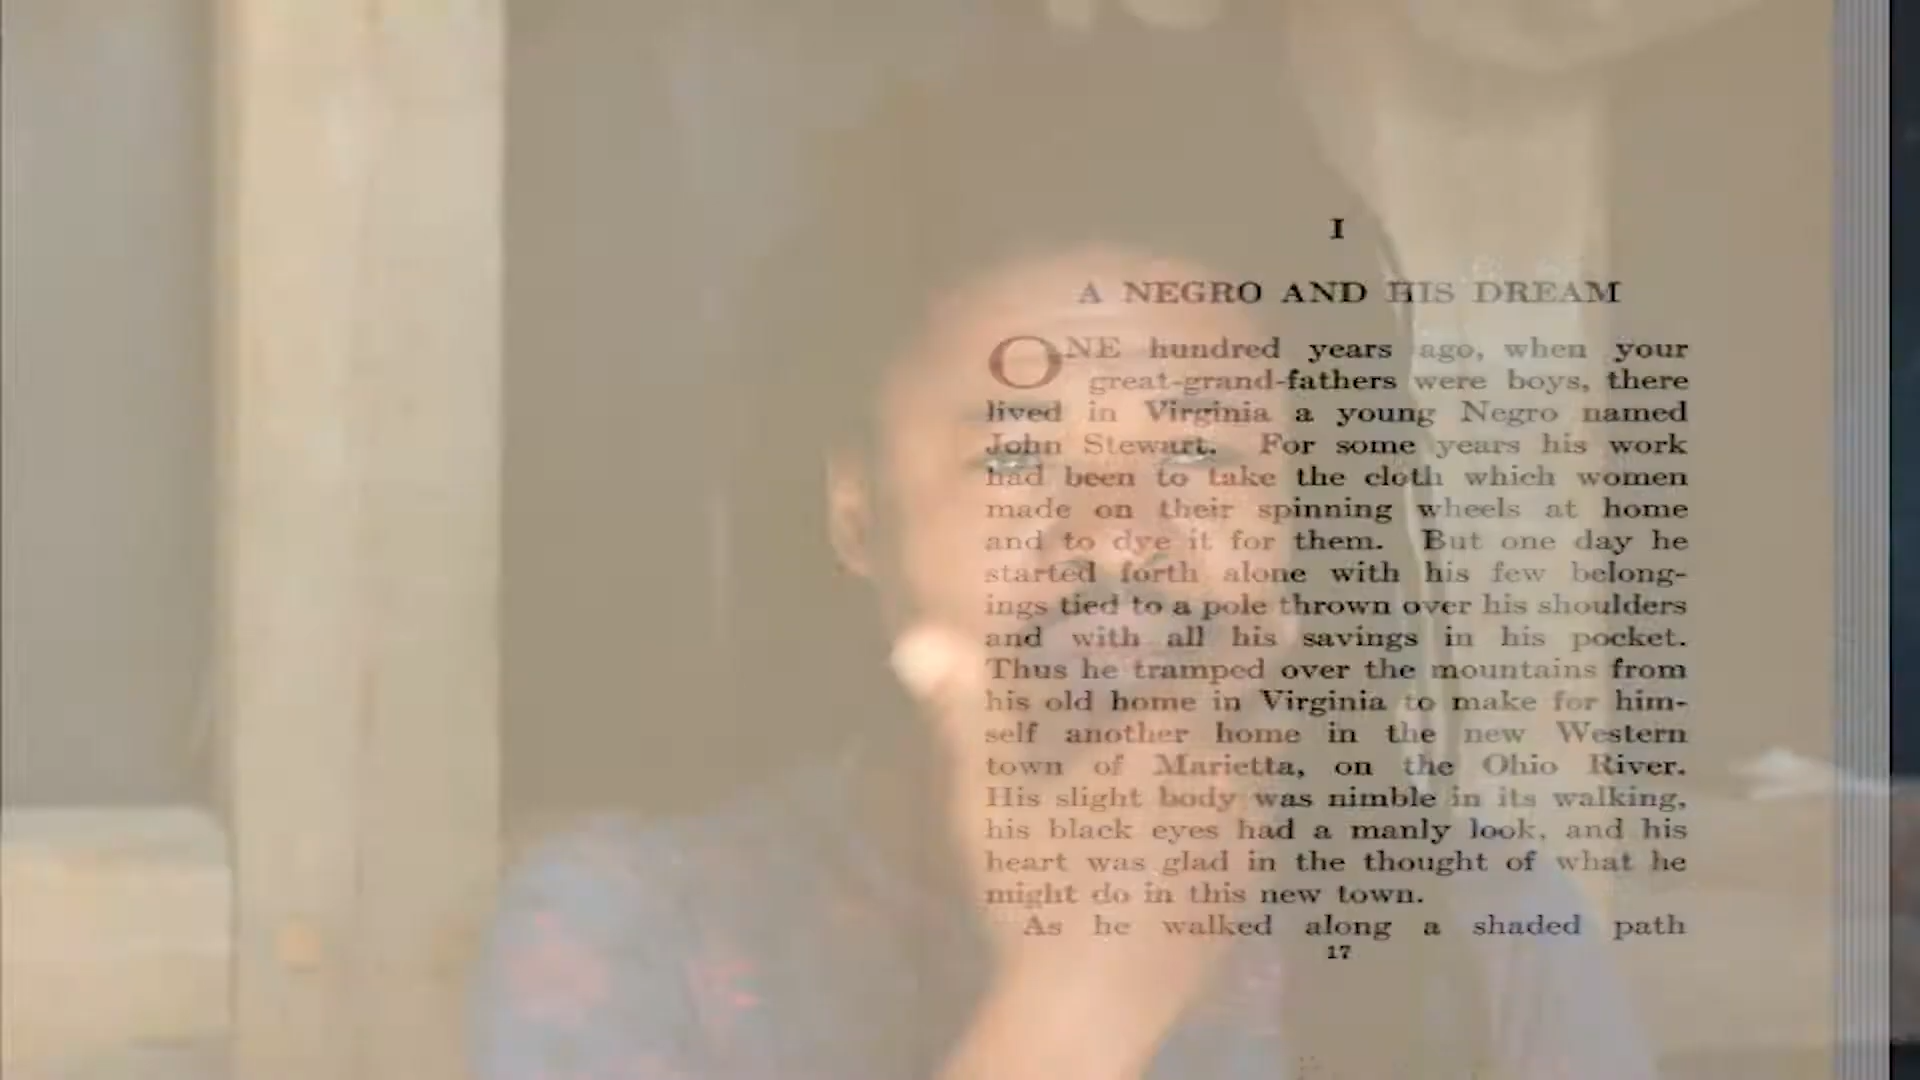 I
A NEGRO AND HIS DREAM
ONE hundred years ago, when your
great-grand-fathers were boys, there
lived in Virginia a young Negro named
John Stewart. For some years his work
had been to take the cloth which women
made on their spinning wheels at home
and to dye it for them. But one day he
started forth alone with his few belong-
ings tied to a pole thrown over his shoulders
and with all his savings in his pocket.
Thus he tramped over the mountains from
his old home in Virginia to make for him-
self another home in the new Western
town of Marietta, on the Ohio River.
His slight body was nimble in its walking,
his black eyes had a manly look, and his
heart was glad in the thought of what he
might do in this new town.
As he walked along a shaded path
17